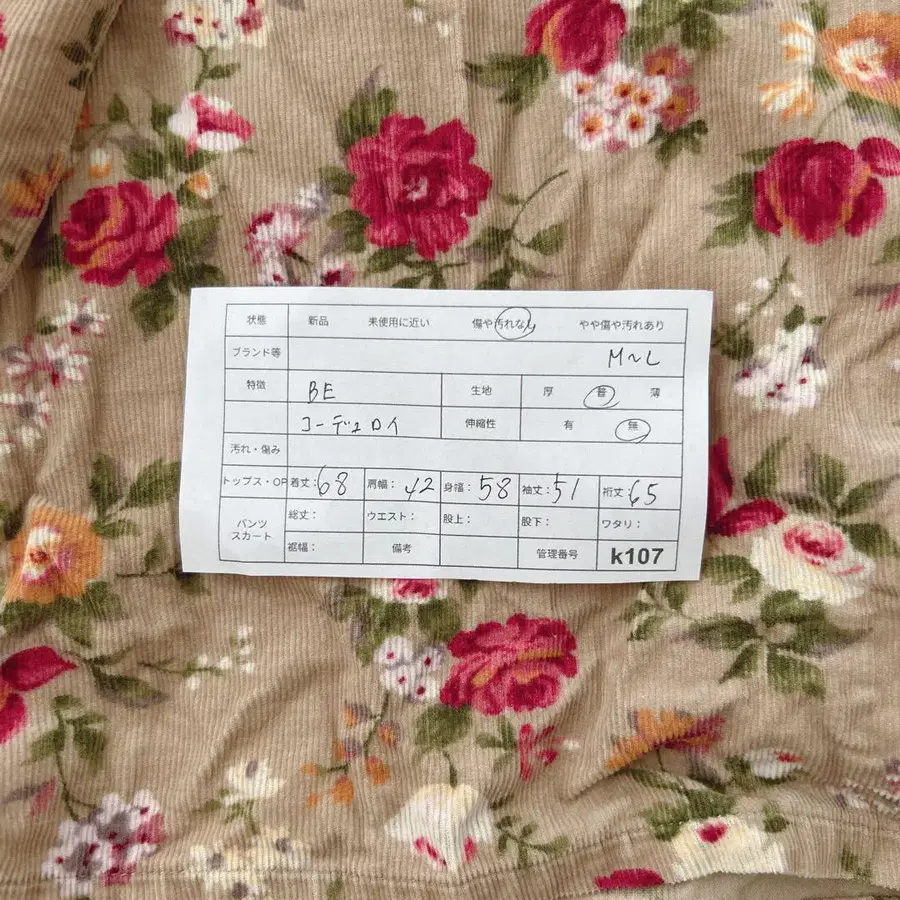 状態 新品 未使用に近い 傷や汚れなし やや傷や汚れあり
ブランド等 M～L
特徴 BE 生地 厚 普 薄
コーデュロイ 伸縮性 有 無
汚れ・傷み
トップス・OP 着丈：68 肩幅：42 身幅：58 袖丈：51 裄丈：65
パンツ スカート 総丈： ウエスト： 股上： 股下： ワタリ：
裾幅： 備考 管理番号 k107